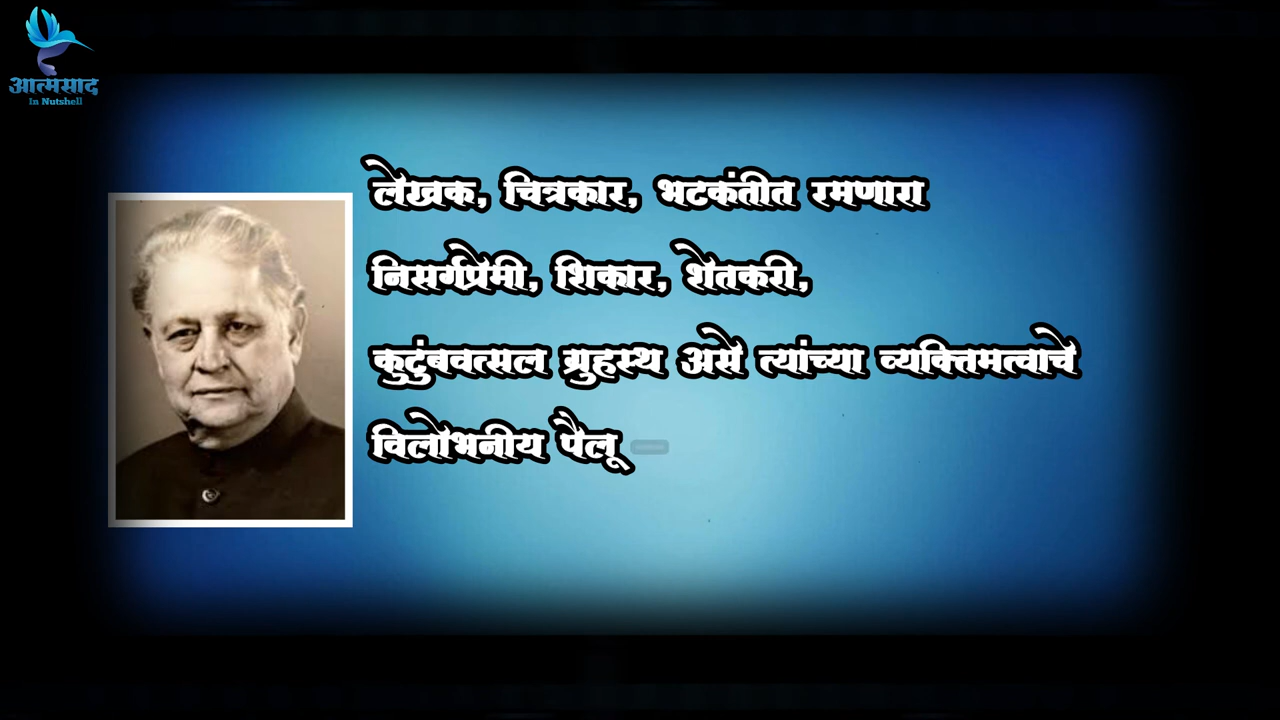 आत्मसाद
In Nutshell
लेखक, चित्रकार, भटकंतीत रमणारा
निसर्गप्रेमी, शिकार, शेतकरी,
कुटुंबवत्सल ग्रुहस्थ असे त्यांच्या व्यक्तिमत्वाचे
विलोभनीय पैलू